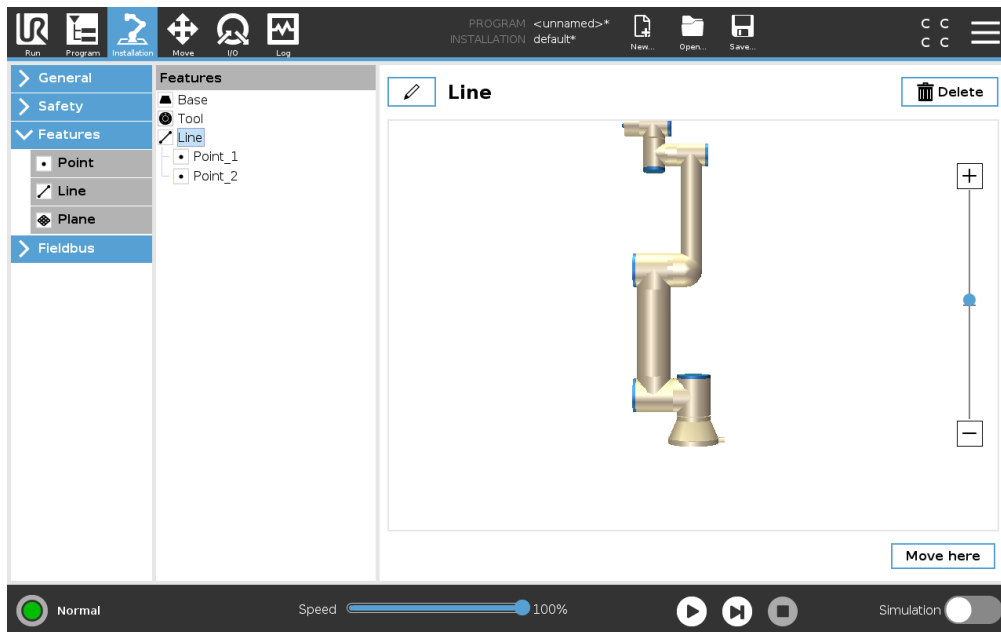 PROGRAM <unnamed>*
INSTALLATION default*
UR
Run
Program
Installation
Move
I/O
Log
New...
Open...
Save...
C C
C C
General
Safety
Features
Point
Line
Plane
Fieldbus
Features
Base
Tool
Line
Point_1
Point_2
Line
Delete
+
−
Move here
Normal
Speed
100%
Simulation